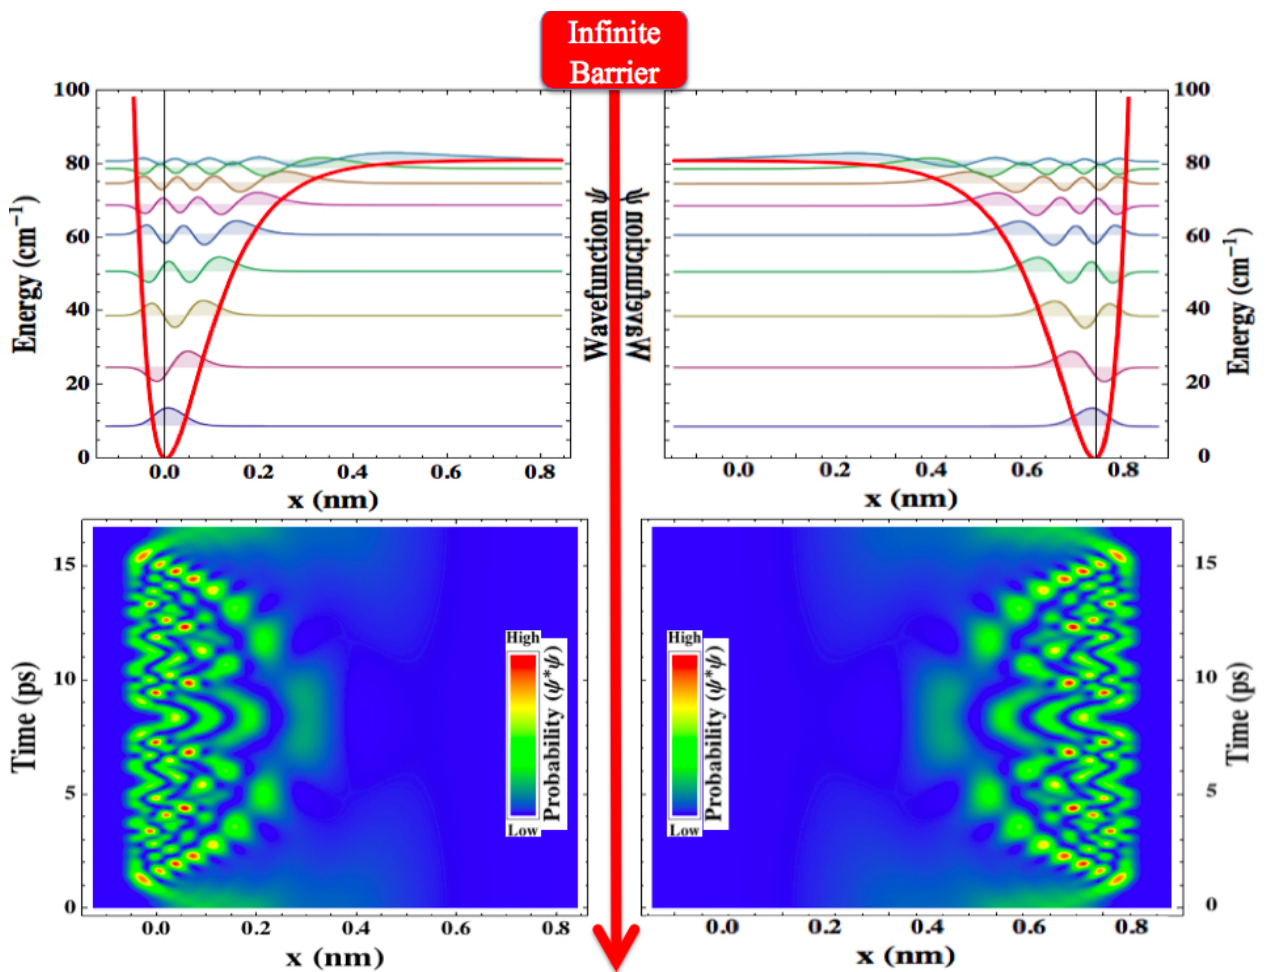 Infinite
Barrier
100
80
60
40
20
0
Energy (cm⁻¹)
0.0 0.2 0.4 0.6 0.8
x (nm)
Wavefunction ψ
Wavefunction ψ
100
80
60
40
20
0
Energy (cm⁻¹)
0.0 0.2 0.4 0.6 0.8
x (nm)
15
10
5
0
Time (ps)
High
Probability (ψ*ψ)
Low
0.0 0.2 0.4 0.6 0.8
x (nm)
High
Probability (ψ*ψ)
Low
15
10
5
0
Time (ps)
0.0 0.2 0.4 0.6 0.8
x (nm)